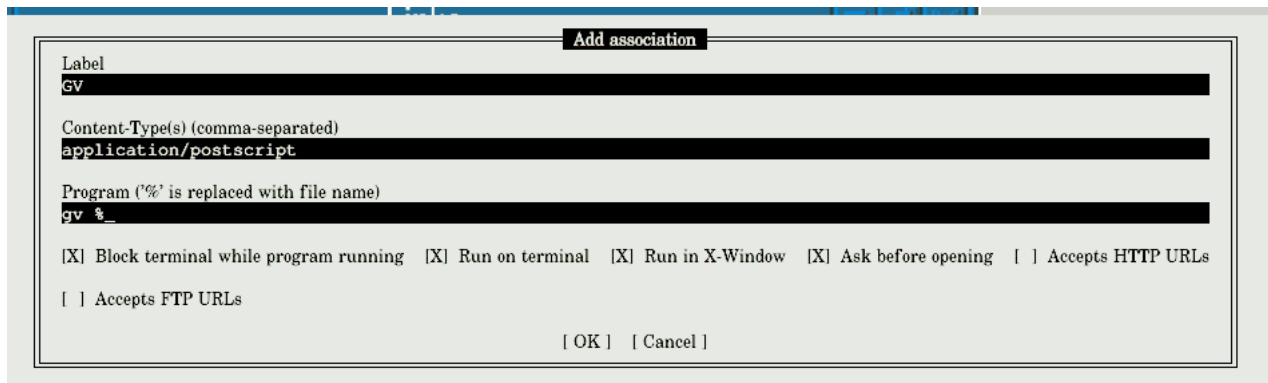 Add association
Label
GV
Content-Type(s) (comma-separated)
application/postscript
Program ('%' is replaced with file name)
gv %_
[X] Block terminal while program running [X] Run on terminal [X] Run in X-Window [X] Ask before opening [ ] Accepts HTTP URLs
[ ] Accepts FTP URLs
[ OK ] [ Cancel ]